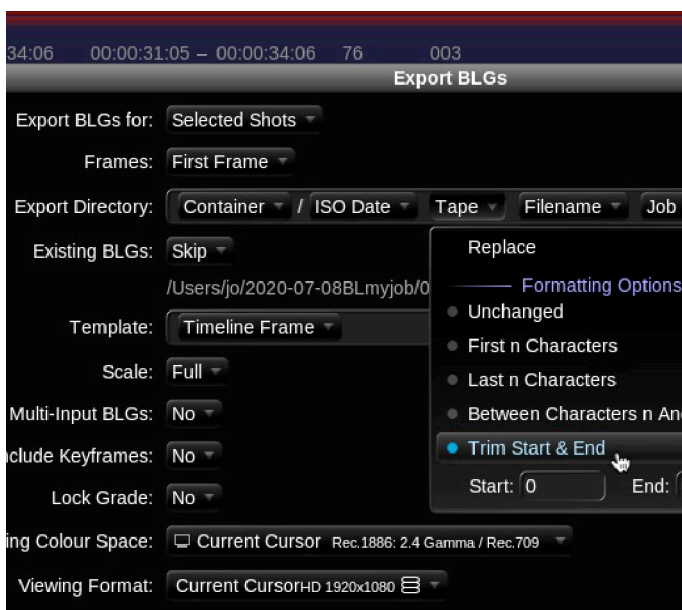 34:06 00:00:31:05 – 00:00:34:06 76 003
Export BLGs
Export BLGs for: Selected Shots
Frames: First Frame
Export Directory: Container / ISO Date Tape Filename Job
Existing BLGs: Skip
Replace
/Users/jo/2020-07-08BLmyjob/0
Formatting Options
Unchanged
Template: Timeline Frame
First n Characters
Scale: Full
Last n Characters
Multi-Input BLGs: No
Between Characters n An
nclude Keyframes: No
Trim Start & End
Lock Grade: No
Start: 0 End:
ing Colour Space: Current Cursor Rec.1886: 2.4 Gamma / Rec.709
Viewing Format: Current CursorHD 1920x1080